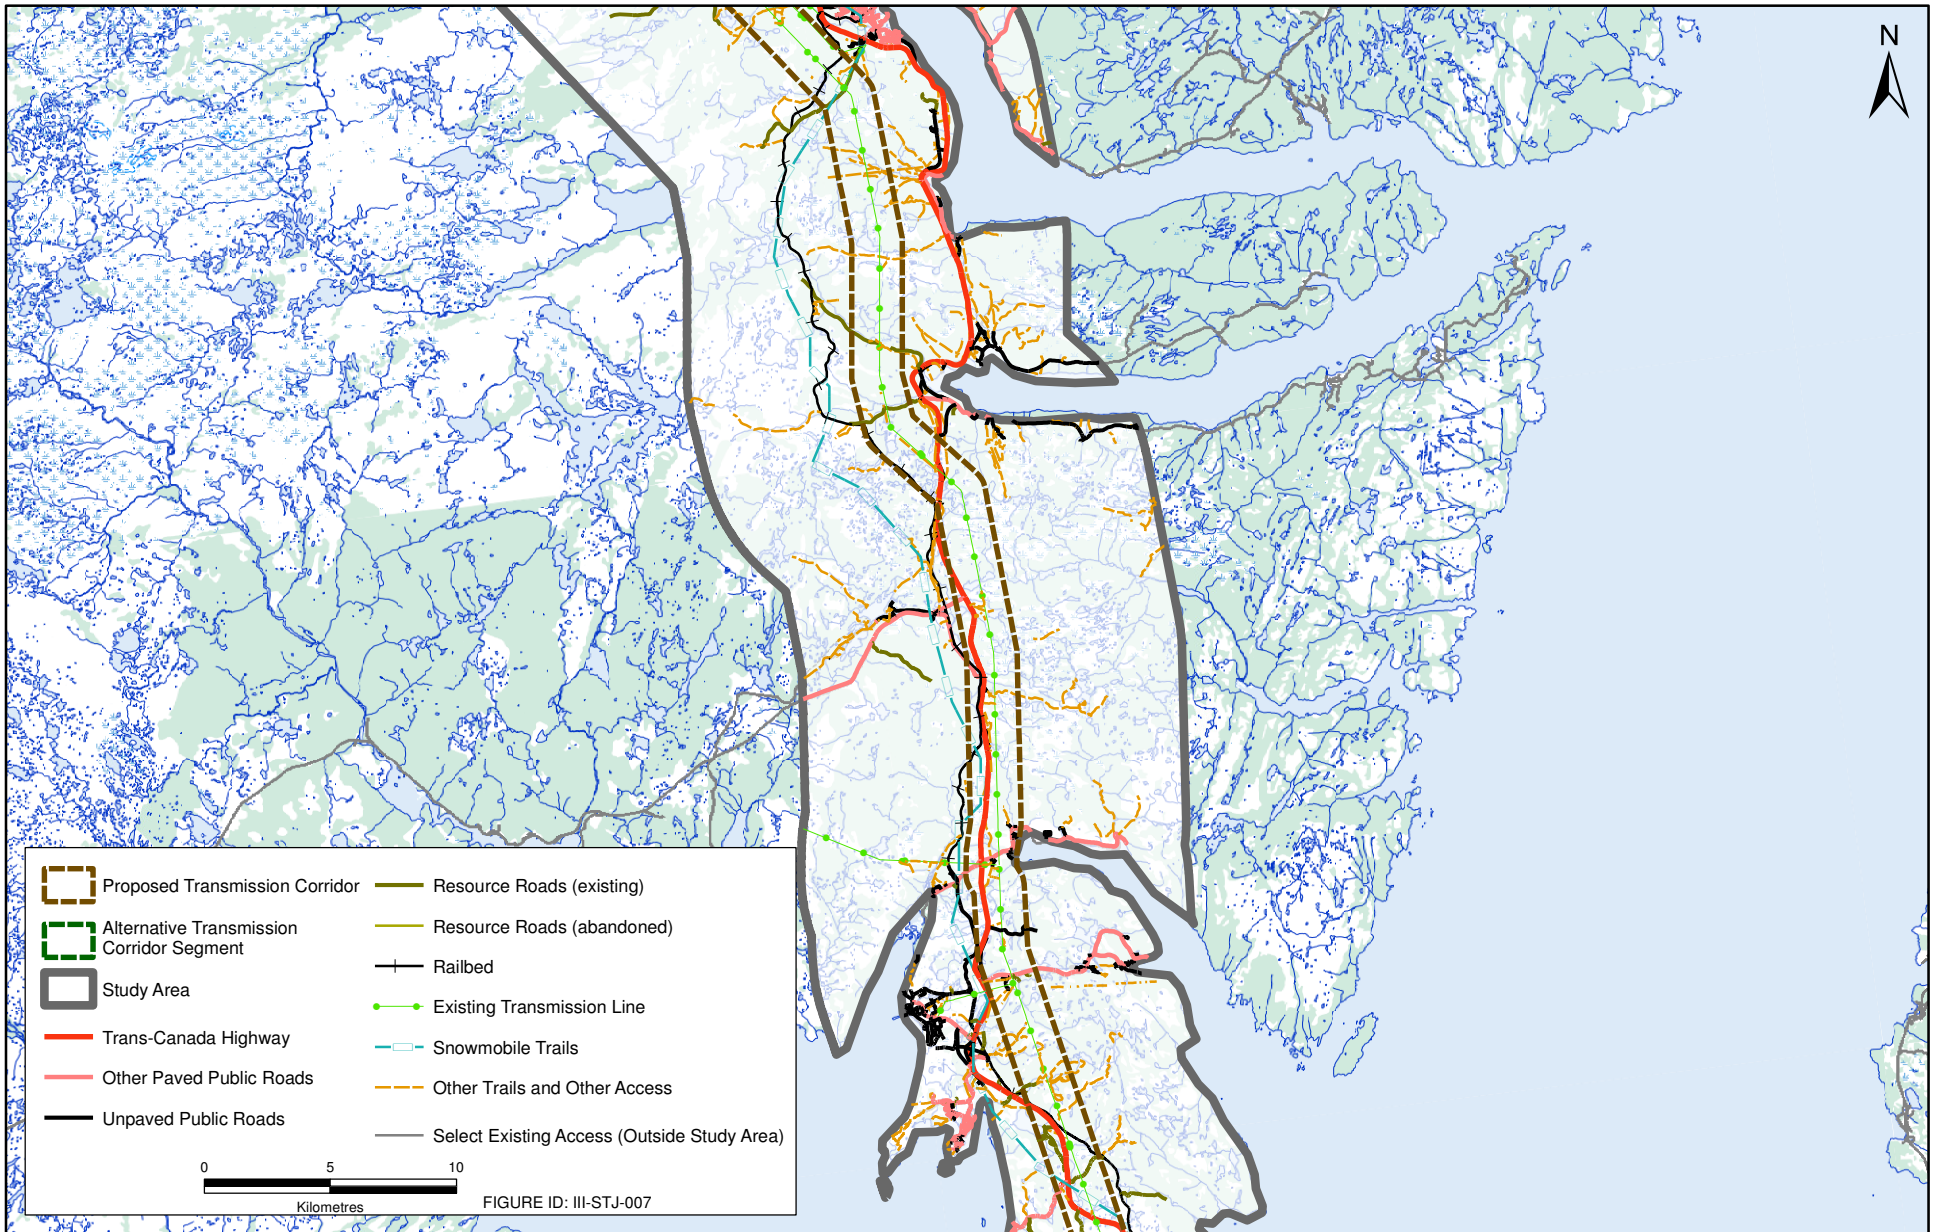 N
Proposed Transmission Corridor
Alternative Transmission
Corridor Segment
Study Area
Trans-Canada Highway
Other Paved Public Roads
Unpaved Public Roads
Resource Roads (existing)
Resource Roads (abandoned)
Railbed
Existing Transmission Line
Snowmobile Trails
Other Trails and Other Access
Select Existing Access (Outside Study Area)
0 5 10
Kilometres
FIGURE ID: III-STJ-007